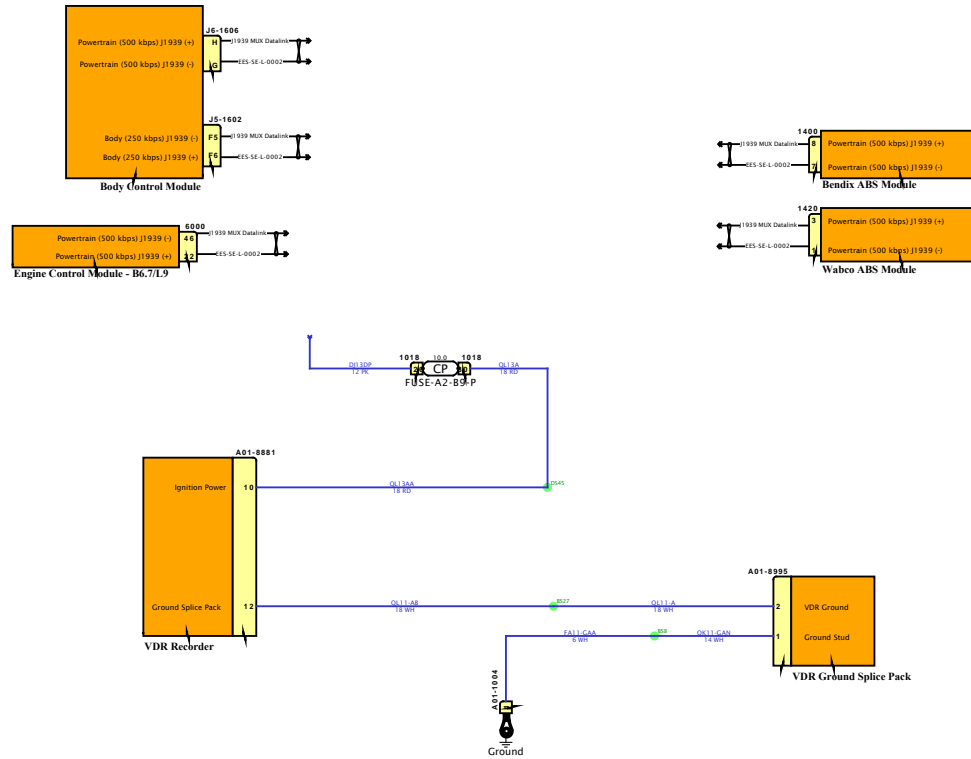 J6-1606
Powertrain (500 kbps) J1939 (+) H J1939 MUX Datalink
Powertrain (500 kbps) J1939 (-) G EES-SE-L-0002
J5-1602
Body (250 kbps) J1939 (-) F5 J1939 MUX Datalink
Body (250 kbps) J1939 (+) F6 EES-SE-L-0002
Body Control Module
1400
J1939 MUX Datalink 8 Powertrain (500 kbps) J1939 (+)
EES-SE-L-0002 7 Powertrain (500 kbps) J1939 (-)
Bendix ABS Module
1420
J1939 MUX Datalink 3 Powertrain (500 kbps) J1939 (+)
EES-SE-L-0002 Powertrain (500 kbps) J1939 (-)
Wabco ABS Module
6000
Powertrain (500 kbps) J1939 (-) 46 J1939 MUX Datalink
Powertrain (500 kbps) J1939 (+) 22 EES-SE-L-0002
Engine Control Module - B6.7/L9
1018 10.0 1018
DJ13DP CP QL13A
12 PK 18 RD
FUSE-A2-B9-P
A01-8881
Ignition Power 10 QL13AA DS45
18 RD
Ground Splice Pack 12 QL11-AB BS27 QL11-A
18 WH 18 WH
VDR Recorder
A01-8995
2 VDR Ground
FA11-GAA BS8 QK11-GAN 1 Ground Stud
6 WH 14 WH
VDR Ground Splice Pack
A01-1004
Ground